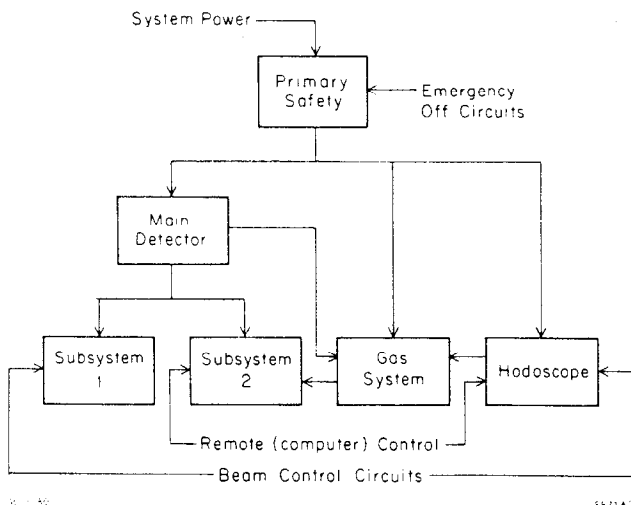 System Power
Primary
Safety
Emergency
Off Circuits
Main
Detector
Subsystem
1
Subsystem
2
Gas
System
Hodoscope
Remote (computer) Control
Beam Control Circuits